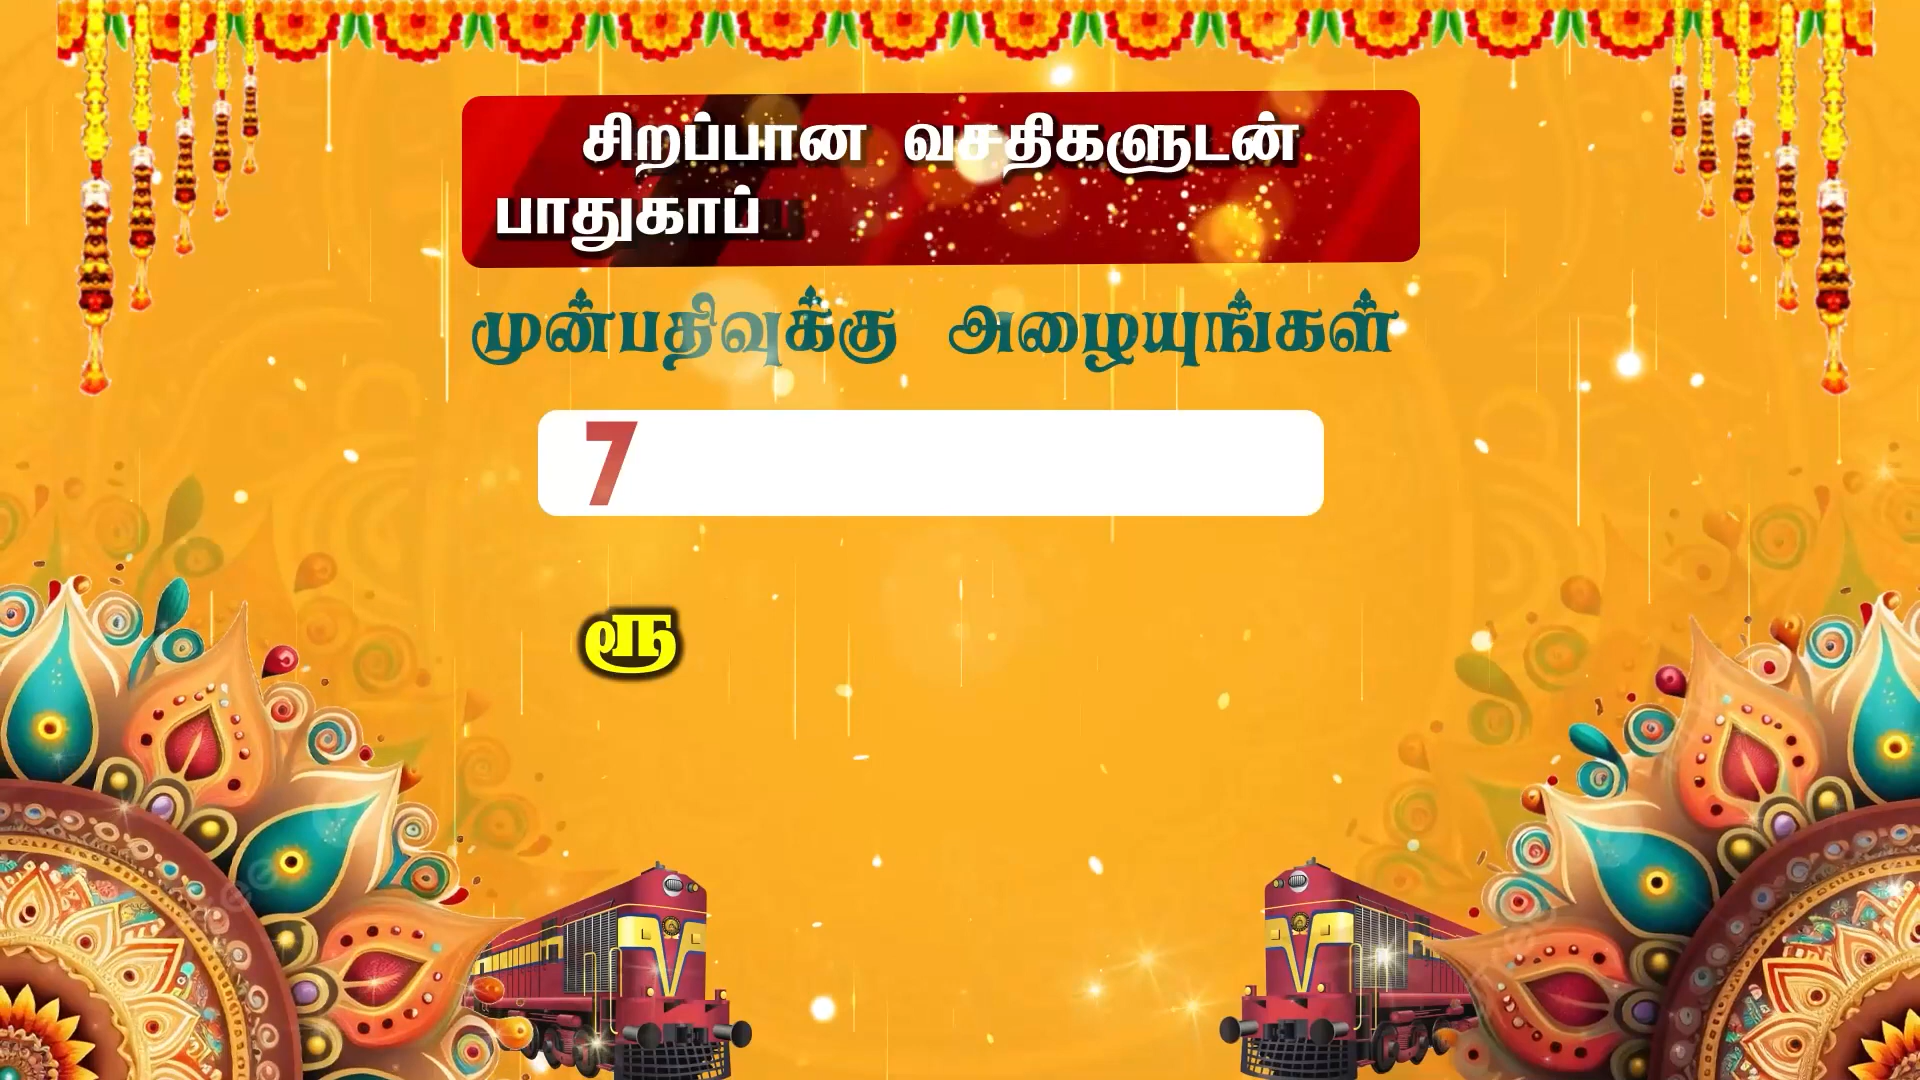 சிறப்பான வசதிகளுடன்
பாதுகாப்
முன்பதிவுக்கு அழையுங்கள்
7
ரூ